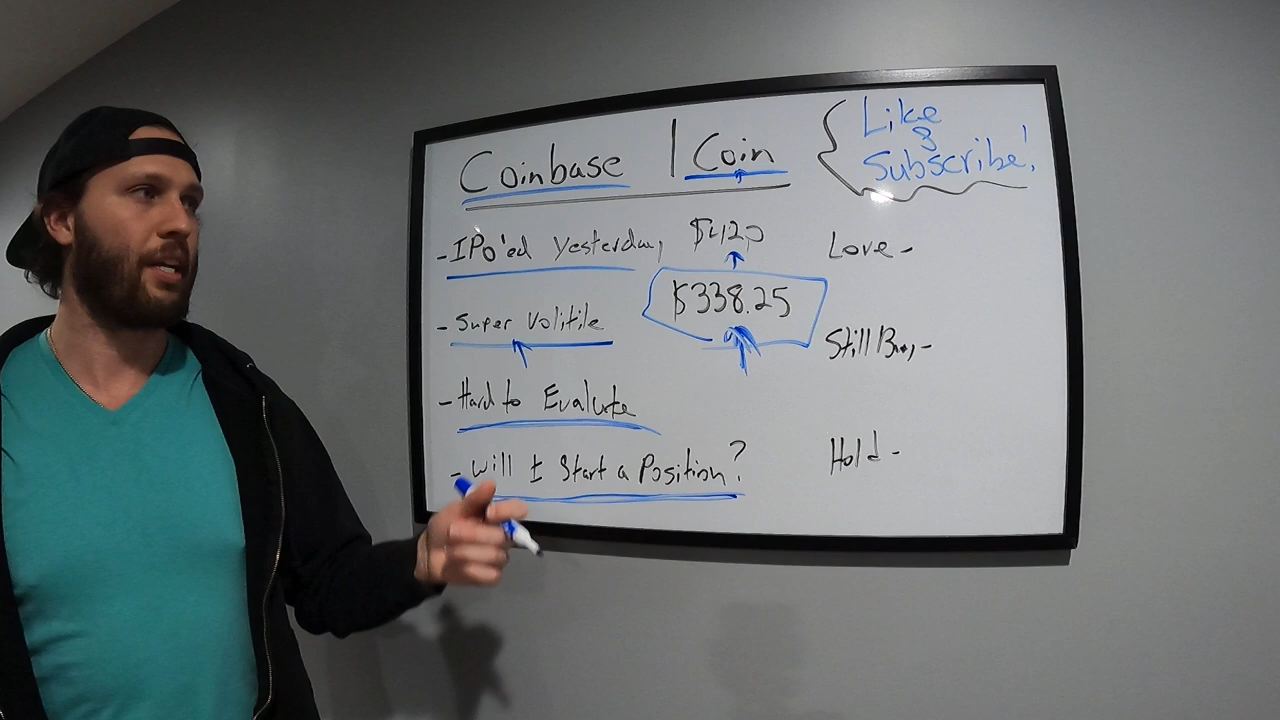 Coinbase | Coin
{ Like
&
Subscribe!
- IPO'ed Yesterday $420
$338.25
- Super Volitile
- Hard to Evalute
- Will I Start a Position?
Love -
Still Buy -
Hold -